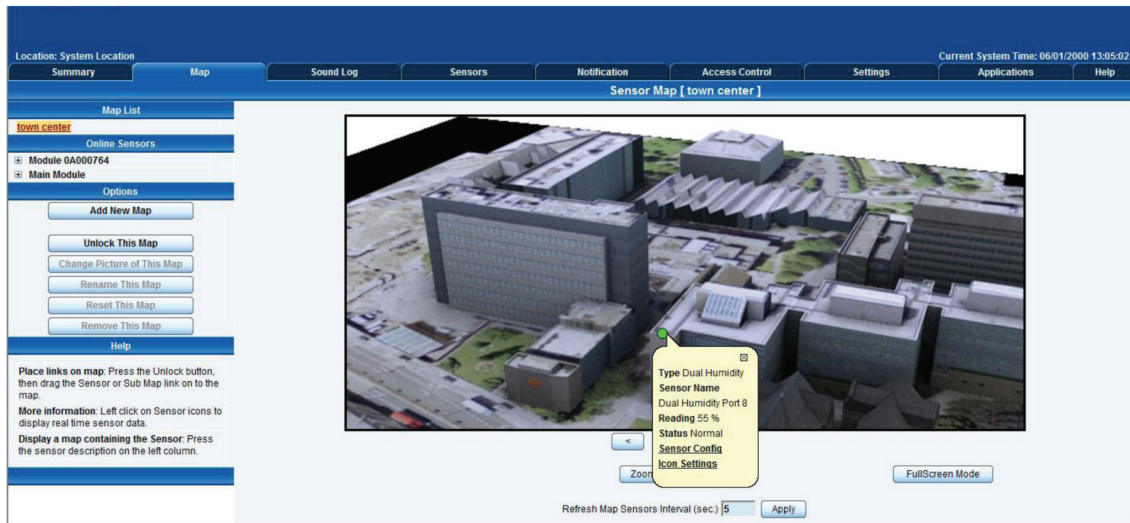 Location: System Location
Current System Time: 06/01/2000 13:05:02
Summary Map Sound Log Sensors Notification Access Control Settings Applications Help
Sensor Map [ town center ]
Map List
town center
Online Sensors
Module 0A000764
Main Module
Options
Add New Map
Unlock This Map
Change Picture of This Map
Rename This Map
Reset This Map
Remove This Map
Help
Place links on map: Press the Unlock button,
then drag the Sensor or Sub Map link on to the
map.
More information: Left click on Sensor icons to
display real time sensor data.
Display a map containing the Sensor: Press
the sensor description on the left column.
Type Dual Humidity
Sensor Name
Dual Humidity Port 8
Reading 55 %
Status Normal
Sensor Config
Icon Settings
<
Zoom
FullScreen Mode
Refresh Map Sensors Interval (sec.) 5 Apply